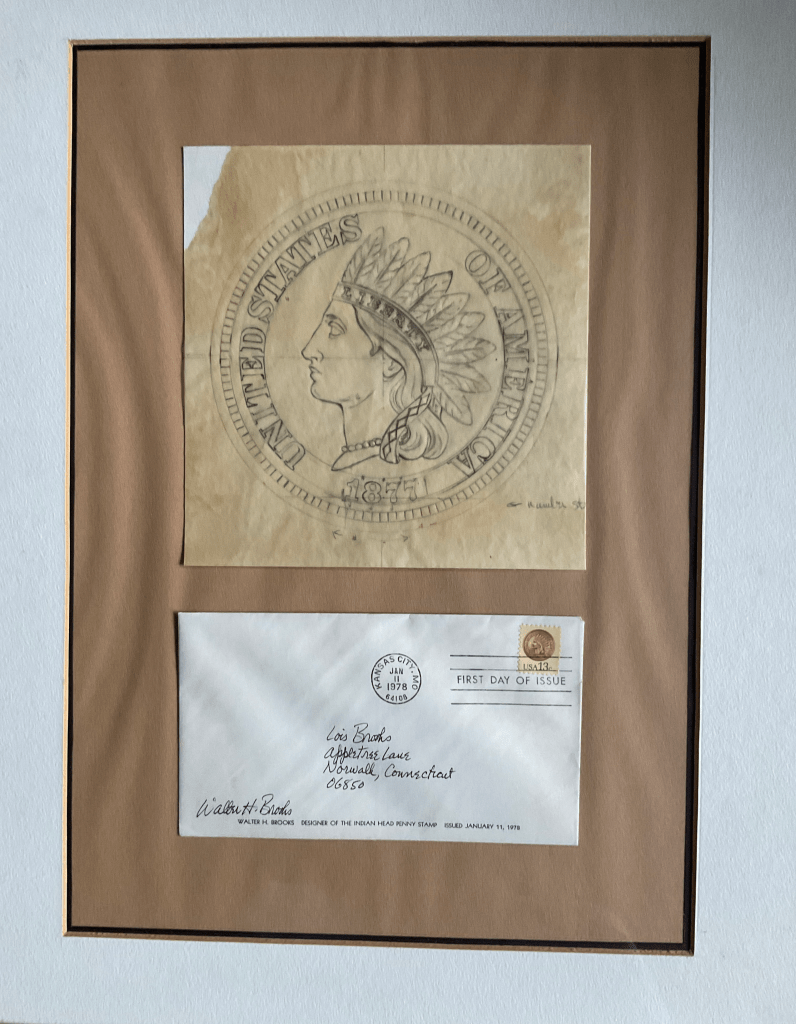 UNITED STATES OF AMERICA
LIBERTY
1877
KANSAS CITY, MO
JAN
11
1978
64108
USA 13c
FIRST DAY OF ISSUE
Lois Brooks
Appletree Lane
Norwalk, Connecticut
06850
Walter H. Brooks
WALTER H. BROOKS DESIGNER OF THE INDIAN HEAD PENNY STAMP ISSUED JANUARY 11, 1978